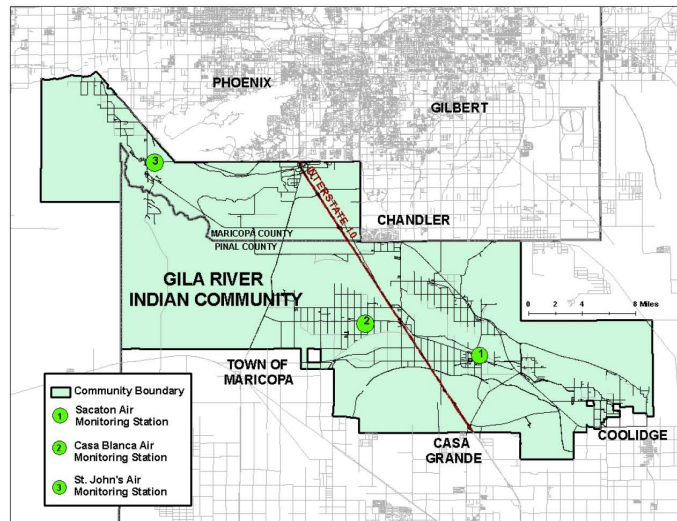 PHOENIX
GILBERT
3
INTERSTATE 10
CHANDLER
MARICOPA COUNTY
PINAL COUNTY
GILA RIVER
INDIAN COMMUNITY
0 2 4 8 Miles
2
1
TOWN OF
MARICOPA
COOLIDGE
CASA
GRANDE
Community Boundary
1 Sacaton Air
Monitoring Station
2 Casa Blanca Air
Monitoring Station
3 St. John's Air
Monitoring Station